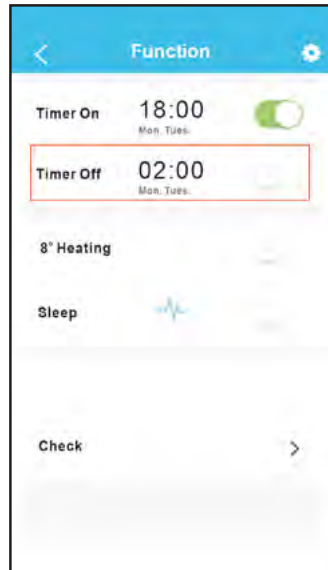 Function
Timer On 18:00
Mon. Tues.
Timer Off 02:00
Mon. Tues.
8° Heating
Sleep
Check